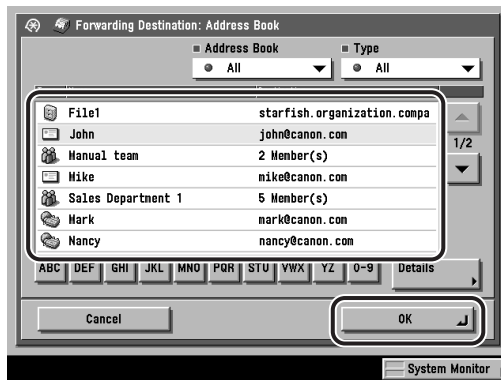 Forwarding Destination: Address Book
Address Book Type
All All
File1 starfish.organization.compa
John john@canon.com
1/2
Manual team 2 Member(s)
Mike mike@canon.com
Sales Department 1 5 Member(s)
Mark mark@canon.com
Nancy nancy@canon.com
ABC DEF GHI JKL MNO PQR STU VWX YZ 0-9 Details
Cancel OK
System Monitor